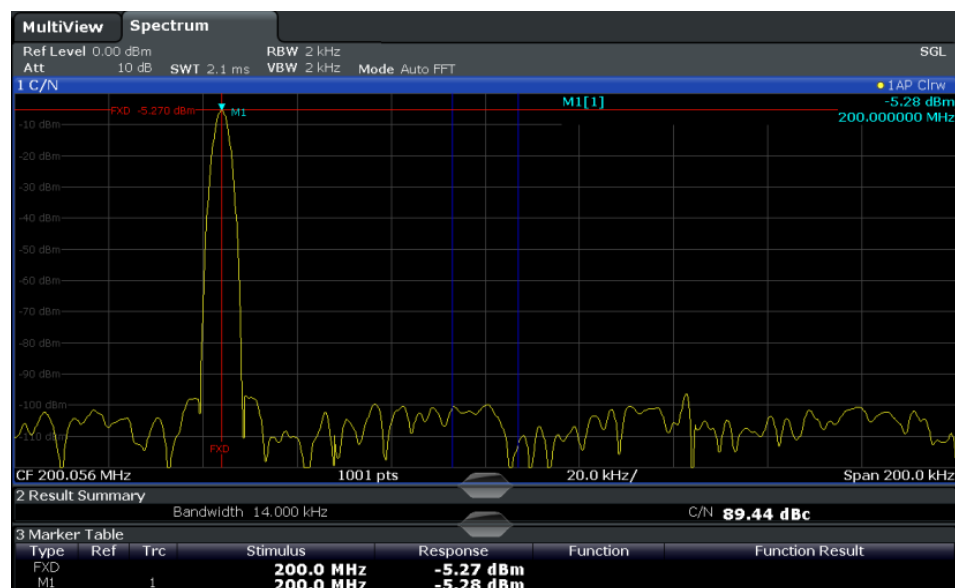 MultiView Spectrum
Ref Level 0.00 dBm RBW 2 kHz SGL
Att 10 dB SWT 2.1 ms VBW 2 kHz Mode Auto FFT
1 C/N 1AP Clrw
M1[1] -5.28 dBm
FXD -5.270 dBm M1 200.000000 MHz
-10 dBm
-20 dBm
-30 dBm
-40 dBm
-50 dBm
-60 dBm
-70 dBm
-80 dBm
-90 dBm
-100 dBm
-110 dBm
FXD
CF 200.056 MHz 1001 pts 20.0 kHz/ Span 200.0 kHz
2 Result Summary
Bandwidth 14.000 kHz C/N 89.44 dBc
3 Marker Table
Type Ref Trc Stimulus Response Function Function Result
FXD 200.0 MHz -5.27 dBm
M1 1 200.0 MHz -5.28 dBm